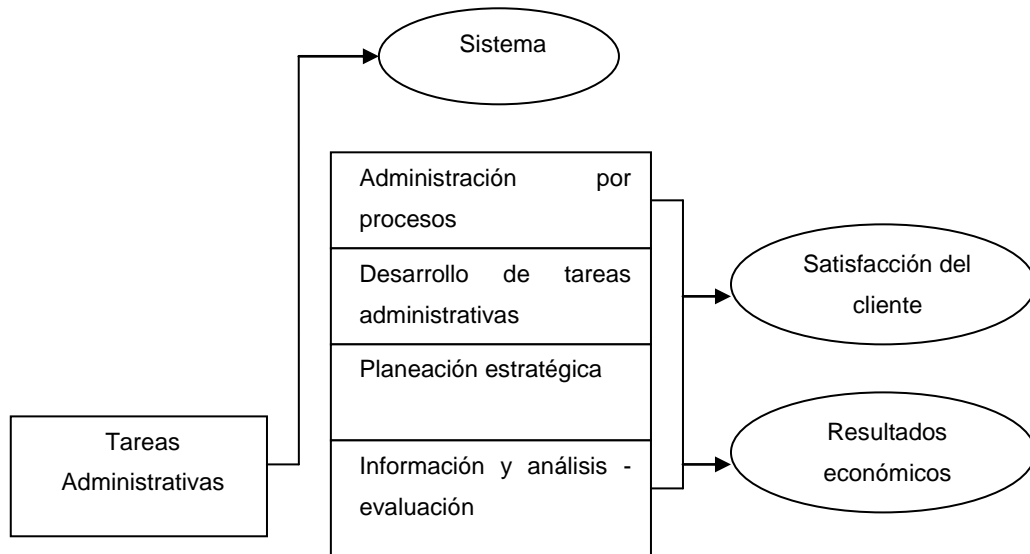 Sistema
Administración por
procesos
Desarrollo de tareas
administrativas
Planeación estratégica
Información y análisis -
evaluación
Satisfacción del
cliente
Resultados
económicos
Tareas
Administrativas